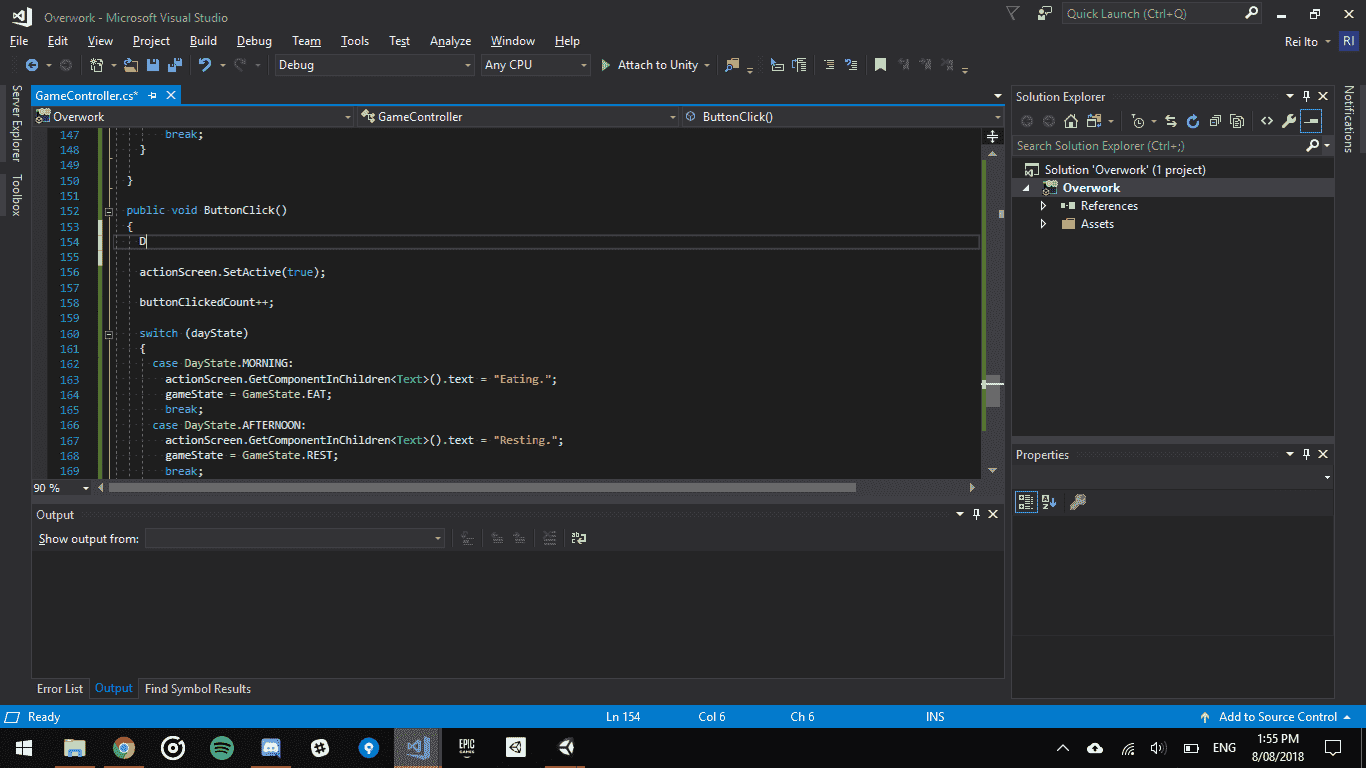 Overwork - Microsoft Visual Studio
Quick Launch (Ctrl+Q)
File Edit View Project Build Debug Team Tools Test Analyze Window Help
Rei Ito RI
Debug Any CPU Attach to Unity
Server Explorer
Toolbox
GameController.cs*
Overwork GameController ButtonClick()
147 break;
148 }
149
150 }
151
152 public void ButtonClick()
153 {
154 D
155
156 actionScreen.SetActive(true);
157
158 buttonClickedCount++;
159
160 switch (dayState)
161 {
162 case DayState.MORNING:
163 actionScreen.GetComponentInChildren<Text>().text = "Eating.";
164 gameState = GameState.EAT;
165 break;
166 case DayState.AFTERNOON:
167 actionScreen.GetComponentInChildren<Text>().text = "Resting.";
168 gameState = GameState.REST;
169 break;
90 %
Output
Show output from:
Error List Output Find Symbol Results
Solution Explorer
Search Solution Explorer (Ctrl+;)
Solution 'Overwork' (1 project)
Overwork
References
Assets
Properties
Notifications
Ready Ln 154 Col 6 Ch 6 INS Add to Source Control
EPIC
GAMES
ENG
1:55 PM
8/08/2018